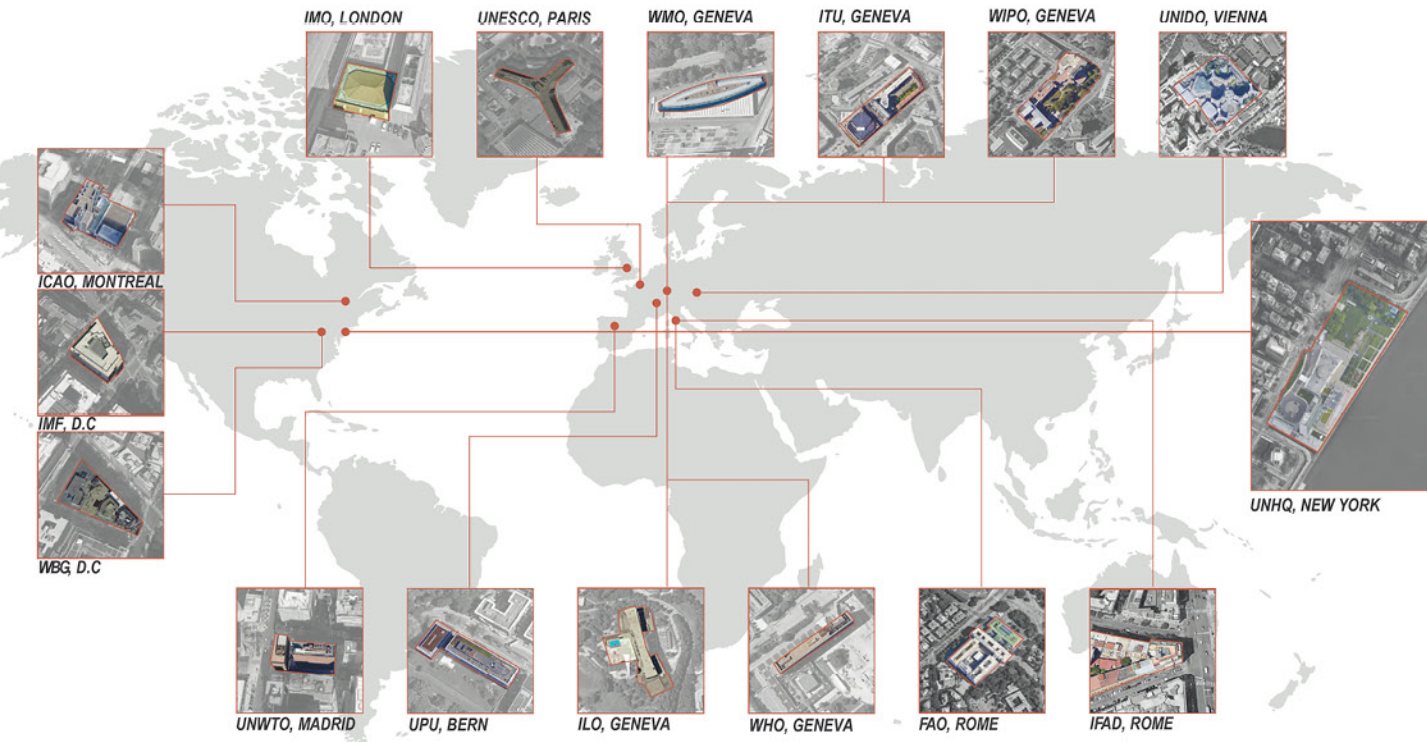 IMO, LONDON
UNESCO, PARIS
WMO, GENEVA
ITU, GENEVA
WIPO, GENEVA
UNIDO, VIENNA
ICAO, MONTREAL
IMF, D.C
WBG, D.C
UNHQ, NEW YORK
UNWTO, MADRID
UPU, BERN
ILO, GENEVA
WHO, GENEVA
FAO, ROME
IFAD, ROME